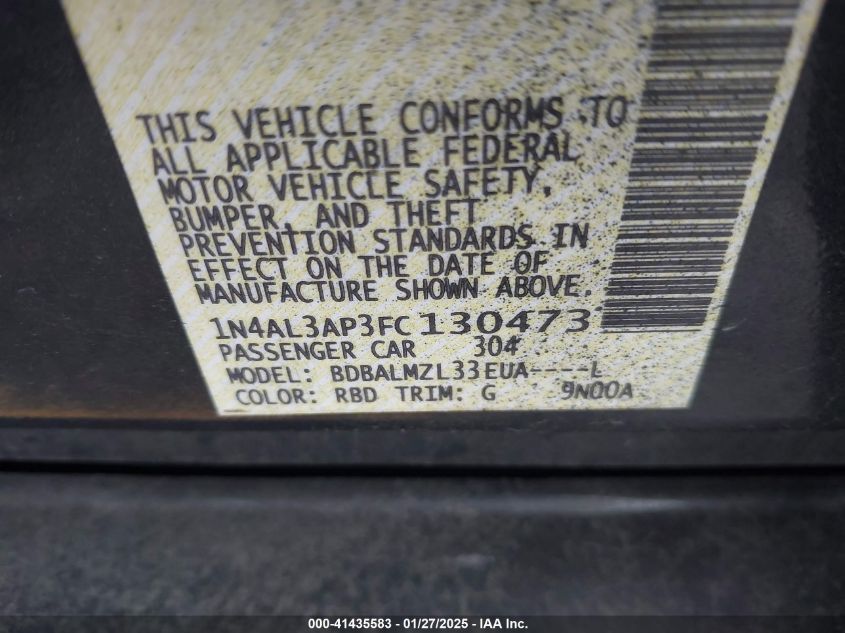 THIS VEHICLE CONFORMS TO
ALL APPLICABLE FEDERAL
MOTOR VEHICLE SAFETY,
BUMPER, AND THEFT
PREVENTION STANDARDS IN
EFFECT ON THE DATE OF
MANUFACTURE SHOWN ABOVE.
1N4AL3AP3FC130473
PASSENGER CAR 304
MODEL: BDBALMZL33EUA----L
COLOR: RBD TRIM: G 9N00A
000-41435583 - 01/27/2025 - IAA Inc.